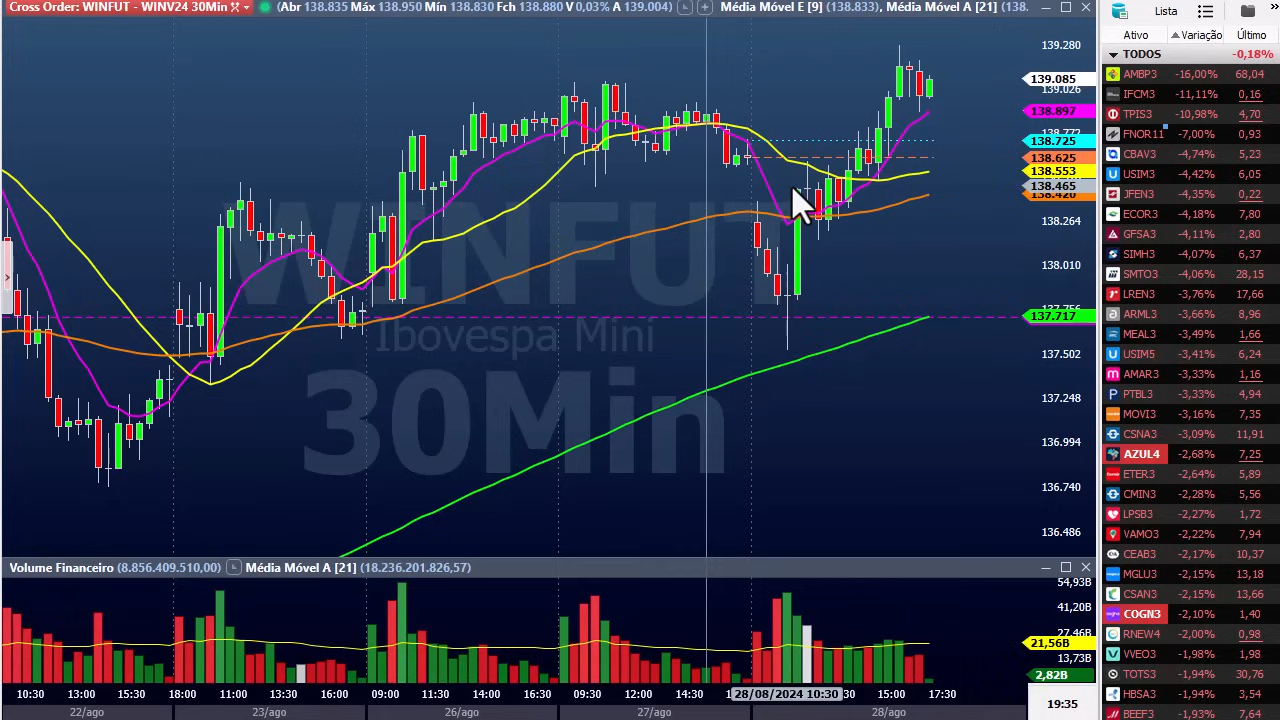 Cross Order: WINFUT - WINV24 30Min (Abr 138.835 Máx 138.950 Mín 138.830 Fch 138.880 V 0,03% A 139.004) Média Móvel E [9] (138.833), Média Móvel A [21] (138.
Lista
Ativo Variação Último
TODOS -0,18%
AMBP3 -16,00% 68,04
IFCM3 -11,11% 0,16
TPIS3 -10,98% 4,70
FNOR11 -7,00% 0,93
CBAV3 -4,74% 5,23
USIM3 -4,42% 6,05
JFEN3 -4,35% 0,22
ECOR3 -4,18% 7,80
GFSA3 -4,11% 2,80
SIMH3 -4,07% 6,37
SMTO3 -4,06% 28,15
LREN3 -3,76% 17,66
ARML3 -3,66% 8,96
MEAL3 -3,49% 1,66
USIM5 -3,41% 6,24
AMAR3 -3,33% 1,16
PTBL3 -3,33% 4,94
MOVI3 -3,16% 7,35
CSNA3 -3,09% 11,91
AZUL4 -2,68% 7,25
ETER3 -2,54% 5,89
CMIN3 -2,28% 5,56
LPSB3 -2,27% 1,72
VAMO3 -2,22% 7,94
CEAB3 -2,17% 10,37
MGLU3 -2,15% 13,18
CSAN3 -2,15% 13,66
COGN3 -2,10% 1,40
RNEW4 -2,00% 0,98
VVEO3 -1,98% 1,98
TOTS3 -1,94% 30,76
HBSA3 -1,94% 3,54
BEEF3 -1,93% 7,64
139.280
139.085
139.026
138.897
138.772
138.725
138.625
138.553
138.465
138.420
138.264
138.010
137.756
137.717
137.502
137.248
136.994
136.740
136.486
WINFUT
Ibovespa Mini
30Min
Volume Financeiro (8.856.409.510,00) Média Móvel A [21] (18.236.201.826,57)
54,93B
41,20B
27,46B
21,56B
13,73B
2,82B
10:30 13:00 15:30 18:00 11:00 13:30 16:00 09:00 11:30 14:00 16:30 09:30 12:00 14:30 28/08/2024 10:30 15:00 17:30
22/ago 23/ago 26/ago 27/ago 28/ago
19:35